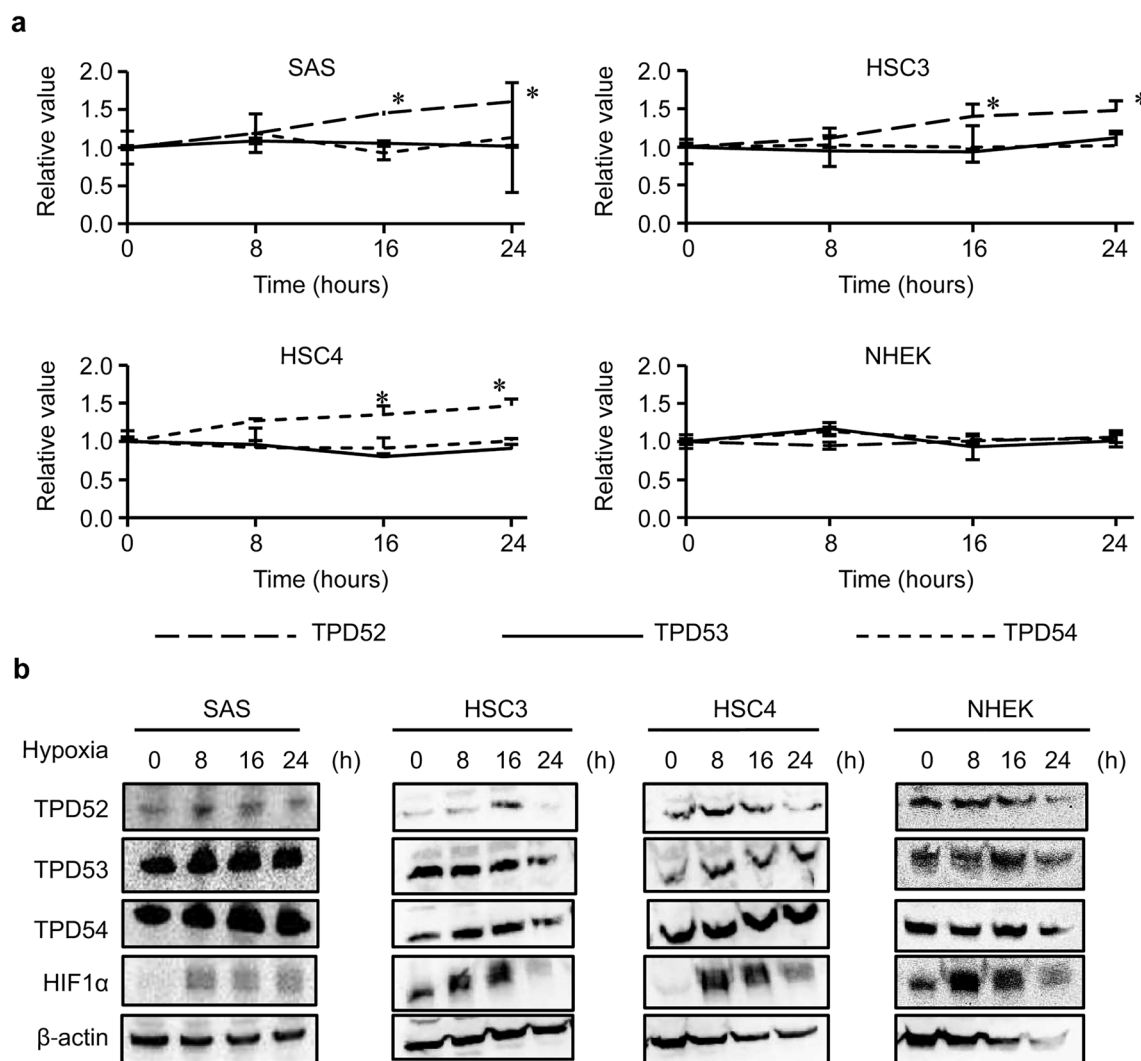 a
SAS
Relative value
2.0
*
*
1.5
1.0
0.5
0.0
0 8 16 24
Time (hours)
HSC3
Relative value
2.0
*
*
1.5
1.0
0.5
0.0
0 8 16 24
Time (hours)
HSC4
Relative value
2.0
*
*
1.5
1.0
0.5
0.0
0 8 16 24
Time (hours)
NHEK
Relative value
2.0
1.5
1.0
0.5
0.0
0 8 16 24
Time (hours)
TPD52 TPD53 TPD54
b
SAS HSC3 HSC4 NHEK
Hypoxia 0 8 16 24 (h) 0 8 16 24 (h) 0 8 16 24 (h) 0 8 16 24 (h)
TPD52
TPD53
TPD54
HIF1α
β-actin